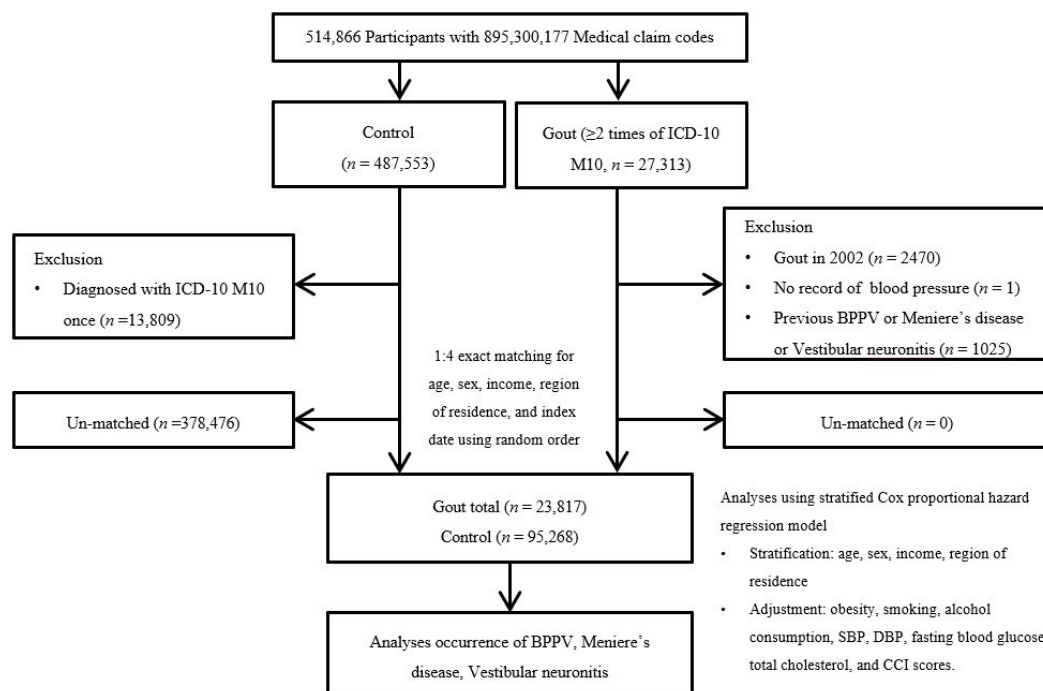 514,866 Participants with 895,300,177 Medical claim codes
Control
(n = 487,553)
Gout (≥2 times of ICD-10
M10, n = 27,313)
Exclusion
• Diagnosed with ICD-10 M10
once (n =13,809)
Exclusion
• Gout in 2002 (n = 2470)
• No record of blood pressure (n = 1)
• Previous BPPV or Meniere’s disease
or Vestibular neuronitis (n = 1025)
1:4 exact matching for
age, sex, income, region
of residence, and index
date using random order
Un-matched (n =378,476)
Un-matched (n = 0)
Gout total (n = 23,817)
Control (n = 95,268)
Analyses using stratified Cox proportional hazard
regression model
• Stratification: age, sex, income, region of
residence
• Adjustment: obesity, smoking, alcohol
consumption, SBP, DBP, fasting blood glucose
total cholesterol, and CCI scores.
Analyses occurrence of BPPV, Meniere’s
disease, Vestibular neuronitis